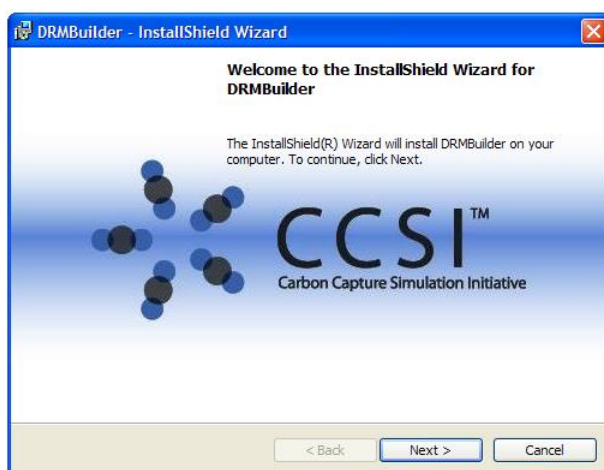 DRMBuilder - InstallShield Wizard
Welcome to the InstallShield Wizard for
DRMBuilder
The InstallShield(R) Wizard will install DRMBuilder on your
computer. To continue, click Next.
CCSI™
Carbon Capture Simulation Initiative
< Back
Next >
Cancel